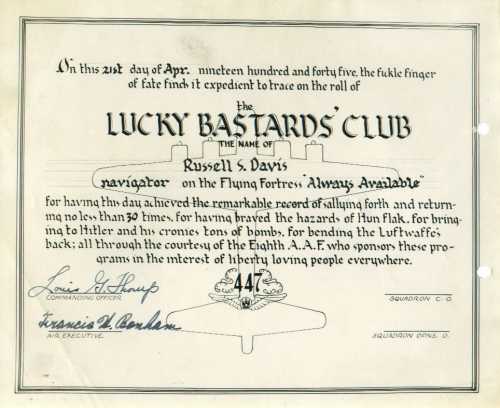 On this 21st day of Apr. nineteen hundred and forty five, the fickle finger
of fate finds it expedient to trace on the roll of
the
LUCKY BASTARDS' CLUB
THE NAME OF
Russell S. Davis
navigator on the Flying Fortress "Always Available"
for having this day achieved the remarkable record of sallying forth and return-
ing no less than 30 times, for having braved the hazards of Hun flak, for bring-
ing to Hitler and his cronies tons of bombs, for bending the Luftwaffe's
back; all through the courtesy of the Eighth A.A.F. who sponsors these pro-
grams in the interest of liberty loving people everywhere.
447
Louis G. Thorup
COMMANDING OFFICER
SQUADRON C. O.
Francis W. Bonham
AIR EXECUTIVE
SQUADRON OPNS. O.